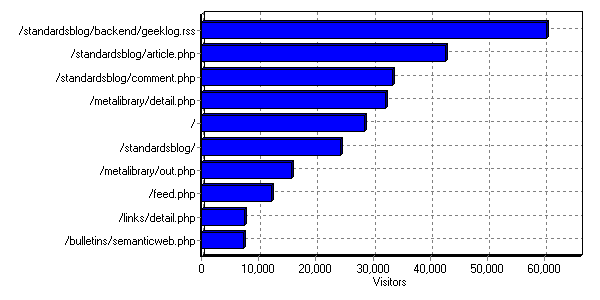 /standardsblog/backend/geeklog.rss
/standardsblog/article.php
/standardsblog/comment.php
/metalibrary/detail.php
/
/standardsblog/
/metalibrary/out.php
/feed.php
/links/detail.php
/bulletins/semanticweb.php
0 10,000 20,000 30,000 40,000 50,000 60,000
Visitors